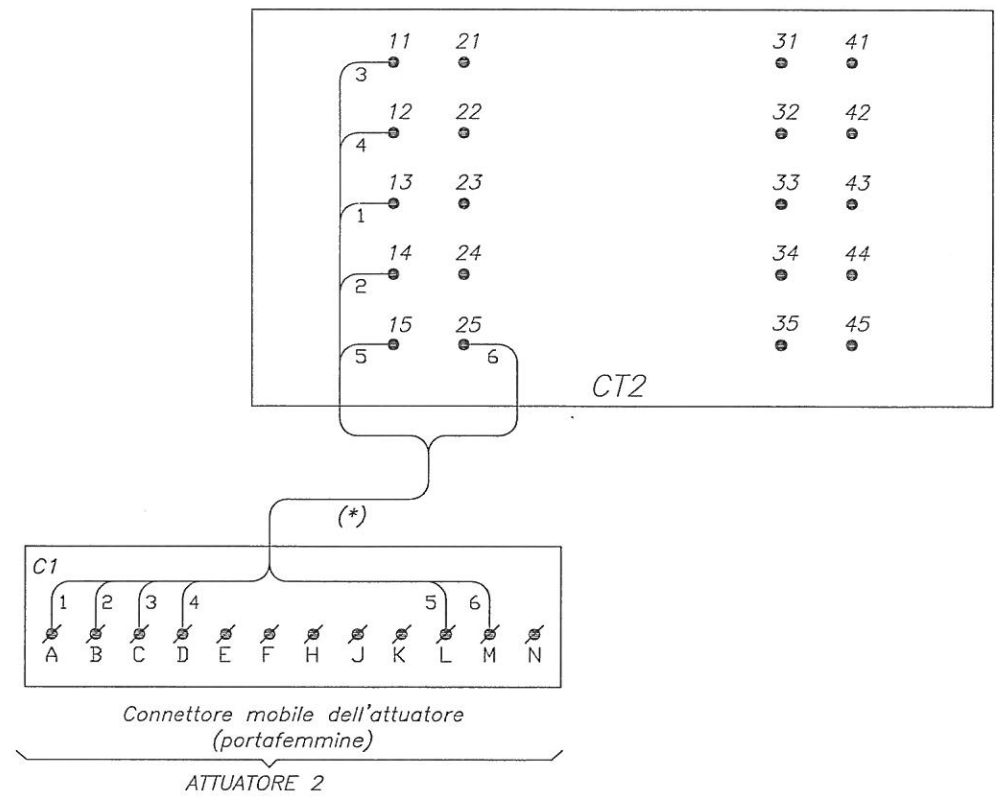 11 21 31 41
3
12 22 32 42
4
13 23 33 43
1
14 24 34 44
2
15 25 35 45
5 6
CT2
(*)
C1
1 2 3 4 5 6
A B C D E F H J K L M N
Connettore mobile dell'attuatore
(portafemmine)
ATTUATORE 2